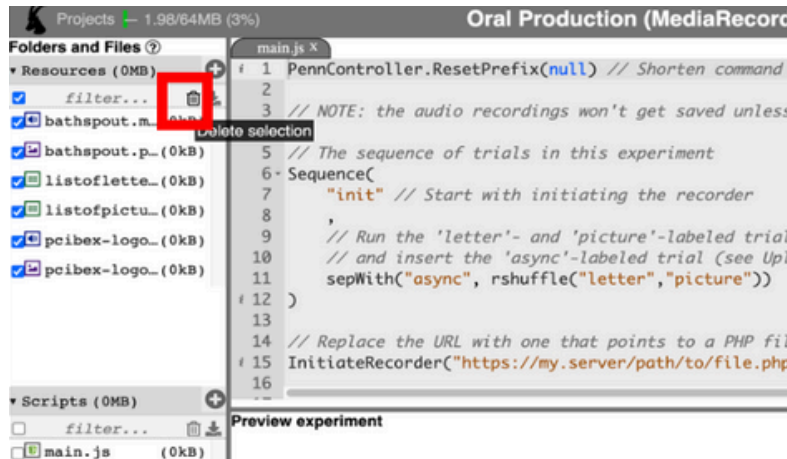 Projects 1.98/64MB (3%)
Oral Production (MediaRecord
Folders and Files ?
Resources (0MB)
filter...
Delete selection
bathspout.m… (0kB)
bathspout.p… (0kB)
listoflette… (0kB)
listofpictu… (0kB)
pcibex-logo… (0kB)
pcibex-logo… (0kB)
Scripts (0MB)
filter...
main.js (0kB)
main.js X
i 1 PennController.ResetPrefix(null) // Shorten command
2
3 // NOTE: the audio recordings won't get saved unless
5 // The sequence of trials in this experiment
6 Sequence(
7 "init" // Start with initiating the recorder
8 ,
9 // Run the 'letter'- and 'picture'-labeled trial
10 // and insert the 'async'-labeled trial (see Upl
11 sepWith("async", rshuffle("letter","picture"))
i 12 )
13
14 // Replace the URL with one that points to a PHP fil
i 15 InitiateRecorder("https://my.server/path/to/file.php
16
Preview experiment